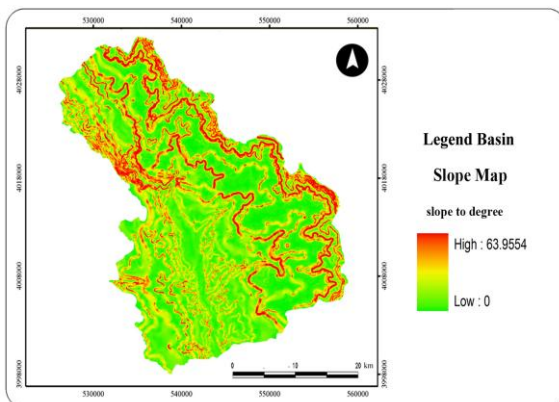 530000 540000 550000 560000
4028000 4028000
4018000 4018000
4008000 4008000
3998000 3998000
0 10 20 km
530000 540000 550000 560000
Legend Basin
Slope Map
slope to degree
High : 63.9554
Low : 0